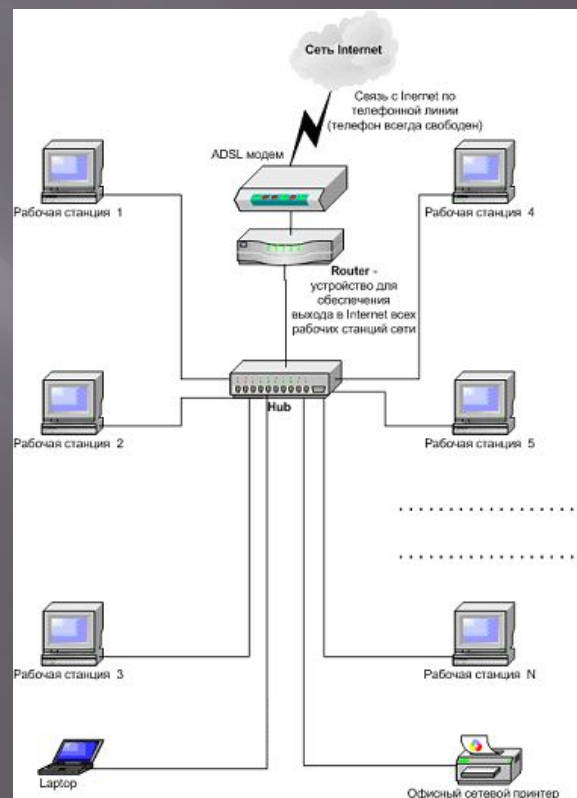 Сеть Internet
Связь с Inernet по
телефонной линии
(телефон всегда свободен)
ADSL модем
Рабочая станция 1
Рабочая станция 4
Router -
устройство для
обеспечения
выхода в Internet всех
рабочих станций сети
Hub
Рабочая станция 2
Рабочая станция 5
Рабочая станция 3
Рабочая станция N
Laptop
Офисный сетевой принтер